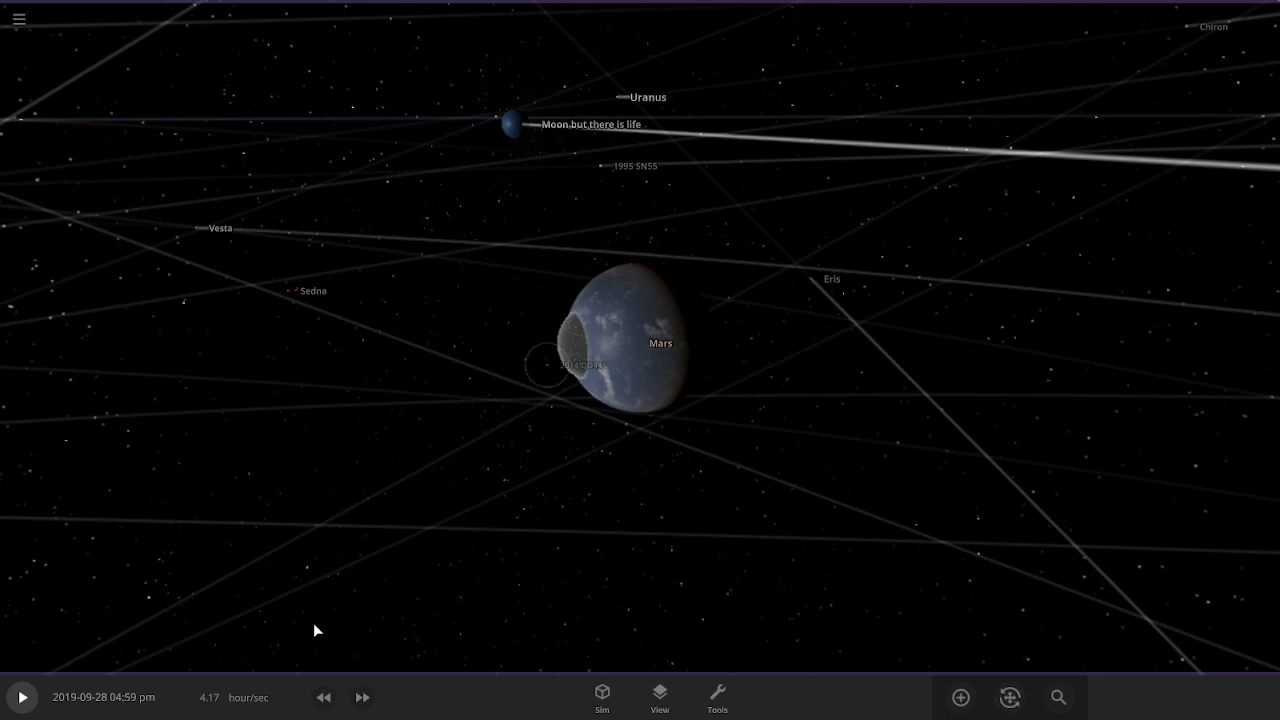 Chiron
Uranus
Moon but there is life
1995 SN55
Vesta
Eris
Sedna
Mars
2019-09-28 04:59 pm
4.17 hour/sec
Sim
View
Tools